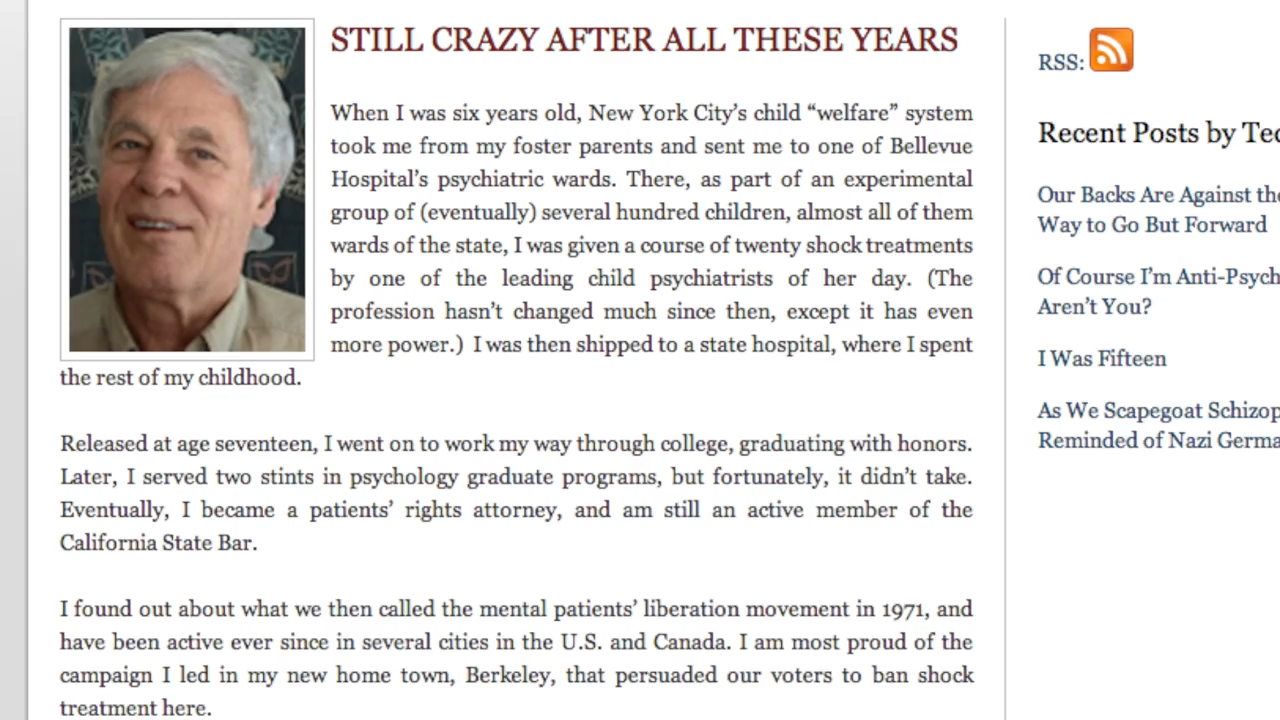 STILL CRAZY AFTER ALL THESE YEARS
When I was six years old, New York City’s child “welfare” system
took me from my foster parents and sent me to one of Bellevue
Hospital’s psychiatric wards. There, as part of an experimental
group of (eventually) several hundred children, almost all of them
wards of the state, I was given a course of twenty shock treatments
by one of the leading child psychiatrists of her day. (The
profession hasn’t changed much since then, except it has even
more power.) I was then shipped to a state hospital, where I spent
the rest of my childhood.
Released at age seventeen, I went on to work my way through college, graduating with honors.
Later, I served two stints in psychology graduate programs, but fortunately, it didn’t take.
Eventually, I became a patients’ rights attorney, and am still an active member of the
California State Bar.
I found out about what we then called the mental patients’ liberation movement in 1971, and
have been active ever since in several cities in the U.S. and Canada. I am most proud of the
campaign I led in my new home town, Berkeley, that persuaded our voters to ban shock
treatment here.
RSS:
Recent Posts by
Our Backs Are Against
Way to Go But Forward
Of Course I’m
Aren’t You?
I Was Fifteen
As We Scapegoat
Reminded of Nazi